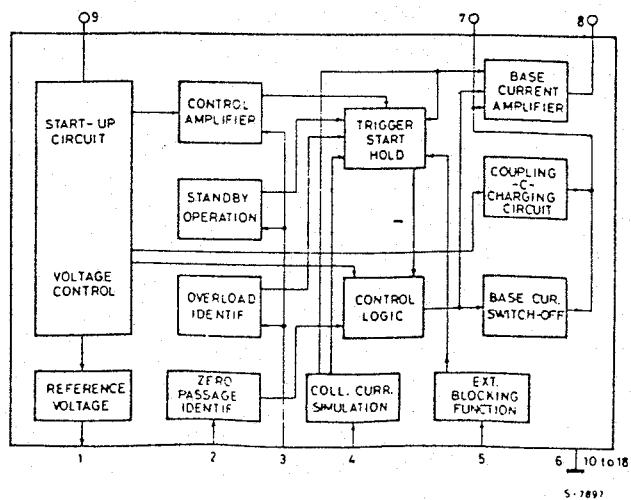 9
7
8
START-UP
CIRCUIT
VOLTAGE
CONTROL
CONTROL
AMPLIFIER
TRIGGER
START
HOLD
BASE
CURRENT
AMPLIFIER
STANDBY
OPERATION
COUPLING
-C-
CHARGING
CIRCUIT
OVERLOAD
IDENTIF
CONTROL
LOGIC
BASE CUR.
SWITCH-OFF
REFERENCE
VOLTAGE
ZERO
PASSAGE
IDENTIF
COLL. CURR.
SIMULATION
EXT.
BLOCKING
FUNCTION
1
2
3
4
5
6
10 to 18
S-7897